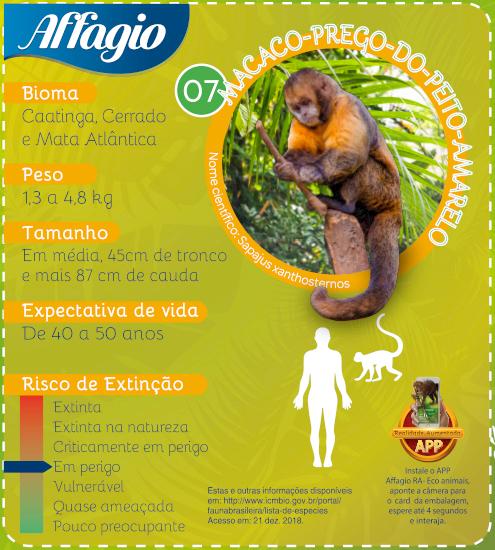 Affagio
07
MACACO-PREGO-DO-PEITO-AMARELO
Nome científico: Sapajus xanthosternos
Bioma
Caatinga, Cerrado
e Mata Atlântica
Peso
1,3 a 4,8 kg
Tamanho
Em média, 45cm de tronco
e mais 87 cm de cauda
Expectativa de vida
De 40 a 50 anos
Risco de Extinção
Extinta
Extinta na natureza
Criticamente em perigo
Em perigo
Vulnerável
Quase ameaçada
Pouco preocupante
Estas e outras informações disponíveis
em: http://www.icmbio.gov.br/portal/
faunabrasileira/lista-de-especies
Acesso em: 21 dez. 2018.
Realidade Aumentada
APP
Instale o APP
Affagio RA- Eco animais,
aponte a câmera para
o card da embalagem,
espere até 4 segundos
e interaja.